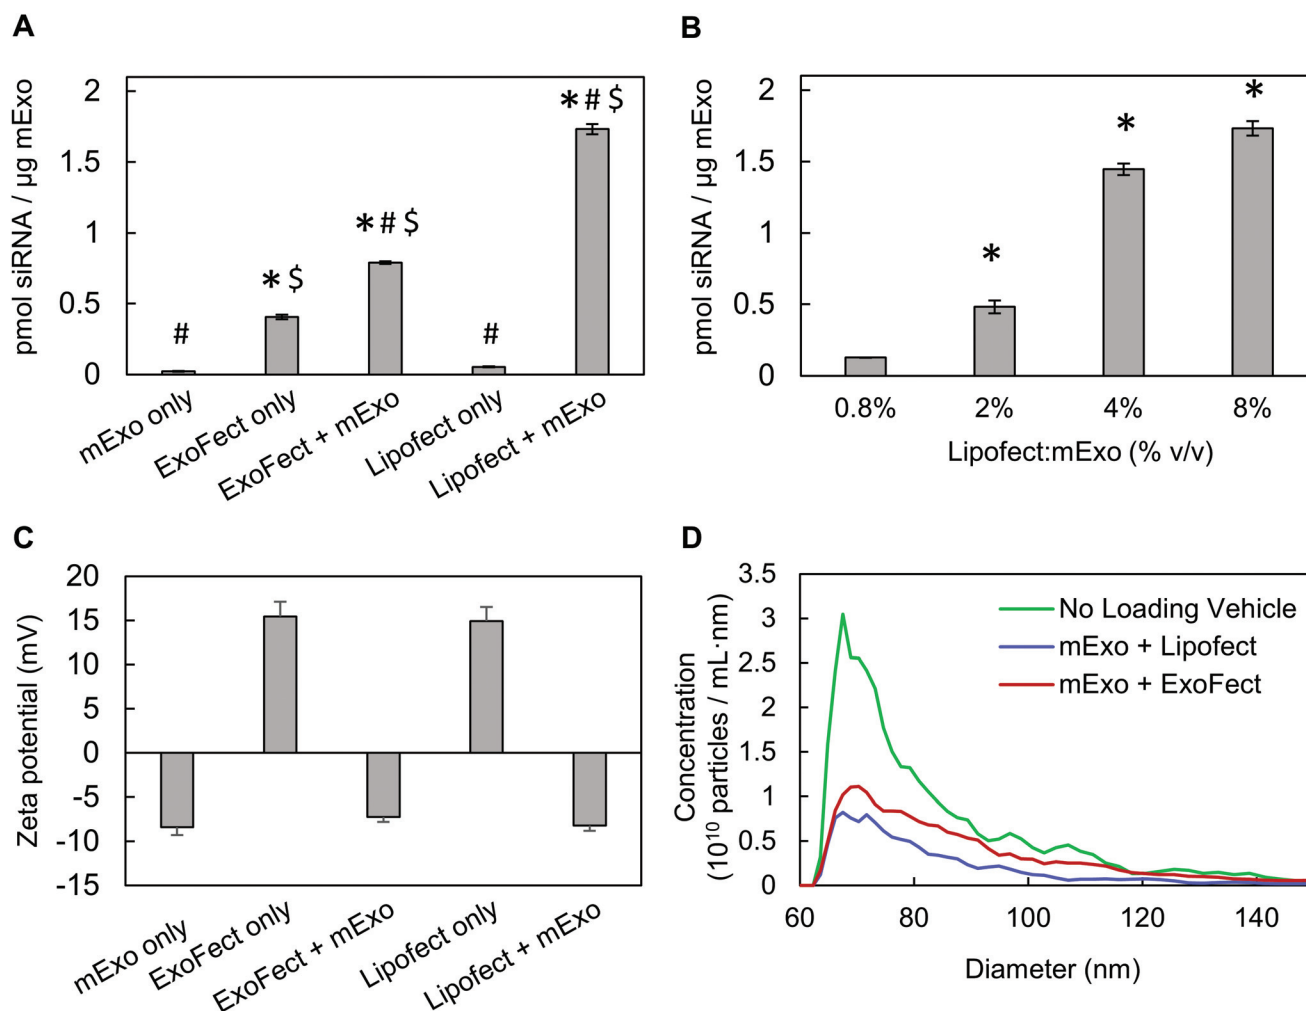 A
pmol siRNA / µg mExo
2
1.5
1
0.5
0
#
* $
* # $
#
* # $
mExo only
ExoFect only
ExoFect + mExo
Lipofect only
Lipofect + mExo
B
pmol siRNA / µg mExo
2
1.5
1
0.5
0
*
*
*
0.8%
2%
4%
8%
Lipofect:mExo (% v/v)
C
Zeta potential (mV)
20
15
10
5
0
-5
-10
-15
mExo only
ExoFect only
ExoFect + mExo
Lipofect only
Lipofect + mExo
D
Concentration
(10¹⁰ particles / mL·nm)
3.5
3
2.5
2
1.5
1
0.5
0
No Loading Vehicle
mExo + Lipofect
mExo + ExoFect
60
80
100
120
140
Diameter (nm)